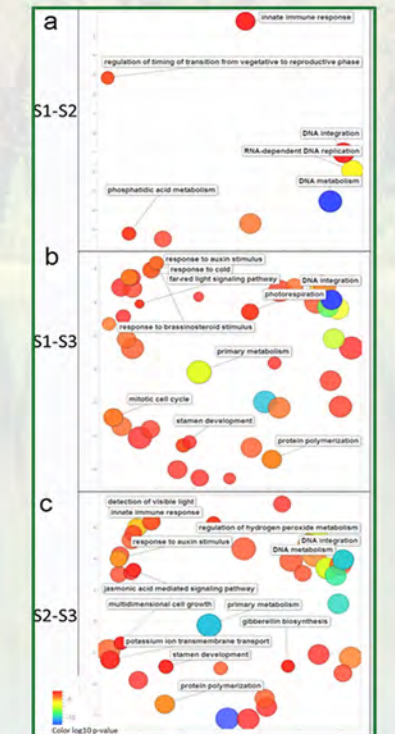 a
innate immune response
regulation of timing of transition from vegetative to reproductive phase
S1-S2
DNA integration
RNA-dependent DNA replication
DNA metabolism
phosphatidic acid metabolism
b
response to auxin stimulus
response to cold
far-red light signaling pathway
DNA integration
photorespiration
response to brassinosteroid stimulus
S1-S3
primary metabolism
mitotic cell cycle
stamen development
protein polymerization
c
detection of visible light
innate immune response
regulation of hydrogen peroxide metabolism
response to auxin stimulus
DNA integration
DNA metabolism
jasmonic acid mediated signaling pathway
multidimensional cell growth
primary metabolism
S2-S3
gibberellin biosynthesis
potassium ion transmembrane transport
stamen development
protein polymerization
Color log10 p-value